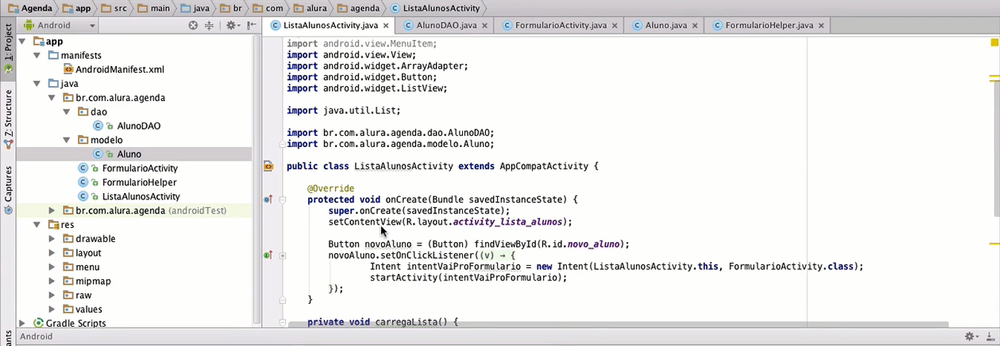 Agenda app src main java br com alura agenda ListaAlunosActivity
Android
ListaAlunosActivity.java AlunoDAO.java FormularioActivity.java Aluno.java FormularioHelper.java
1: Project
Z: Structure
Captures
app
manifests
AndroidManifest.xml
java
br.com.alura.agenda
dao
AlunoDAO
modelo
Aluno
FormularioActivity
FormularioHelper
ListaAlunosActivity
br.com.alura.agenda (androidTest)
res
drawable
layout
menu
mipmap
raw
values
Gradle Scripts
import android.view.MenuItem;
import android.view.View;
import android.widget.ArrayAdapter;
import android.widget.Button;
import android.widget.ListView;
import java.util.List;
import br.com.alura.agenda.dao.AlunoDAO;
import br.com.alura.agenda.modelo.Aluno;
public class ListaAlunosActivity extends AppCompatActivity {
@Override
protected void onCreate(Bundle savedInstanceState) {
super.onCreate(savedInstanceState);
setContentView(R.layout.activity_lista_alunos);
Button novoAluno = (Button) findViewById(R.id.novo_aluno);
novoAluno.setOnClickListener((v) → {
Intent intentVaiProFormulario = new Intent(ListaAlunosActivity.this, FormularioActivity.class);
startActivity(intentVaiProFormulario);
});
}
private void carregaLista() {
Android